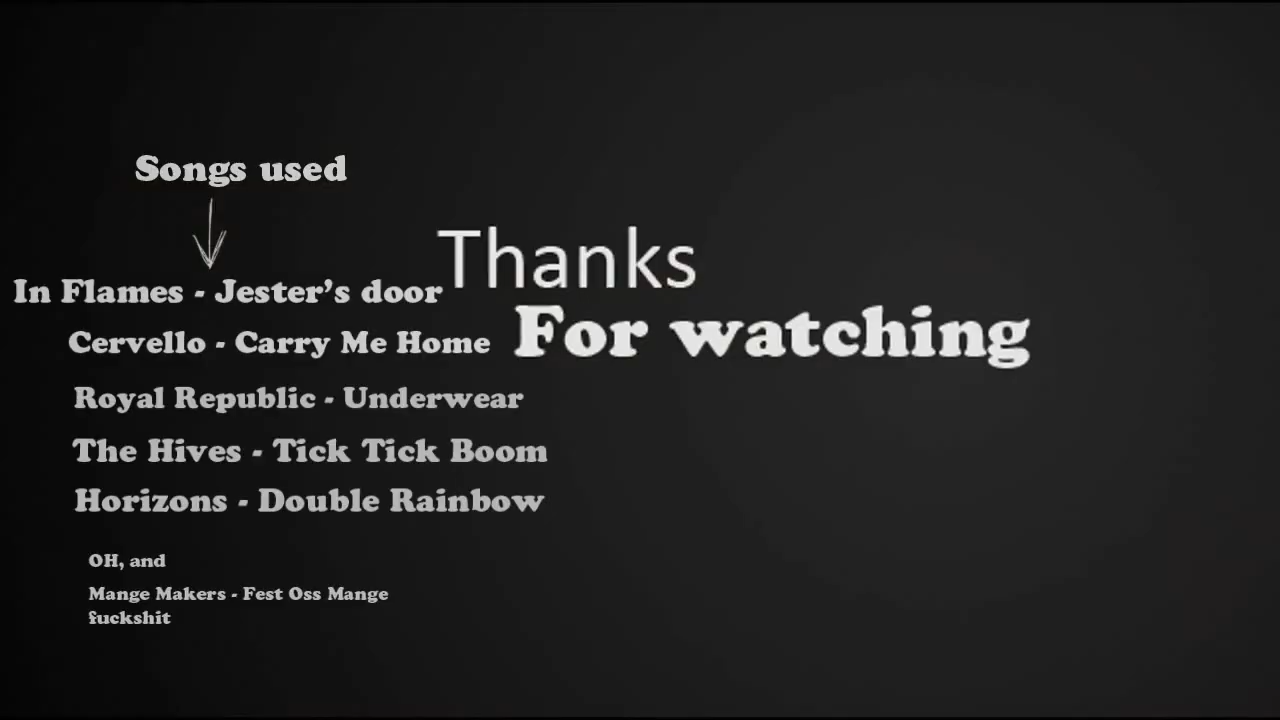 Songs used
In Flames - Jester's door
Cervello - Carry Me Home
Royal Republic - Underwear
The Hives - Tick Tick Boom
Horizons - Double Rainbow
OH, and
Mange Makers - Fest Oss Mange
fuckshit
Thanks
For watching